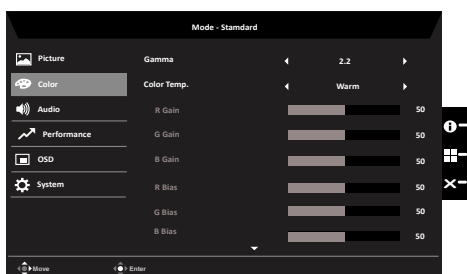 Mode - Standard
Picture
Color
Audio
Performance
OSD
System
Gamma 2.2
Color Temp. Warm
R Gain 50
G Gain 50
B Gain 50
R Bias 50
G Bias 50
B Bias 50
Move Enter